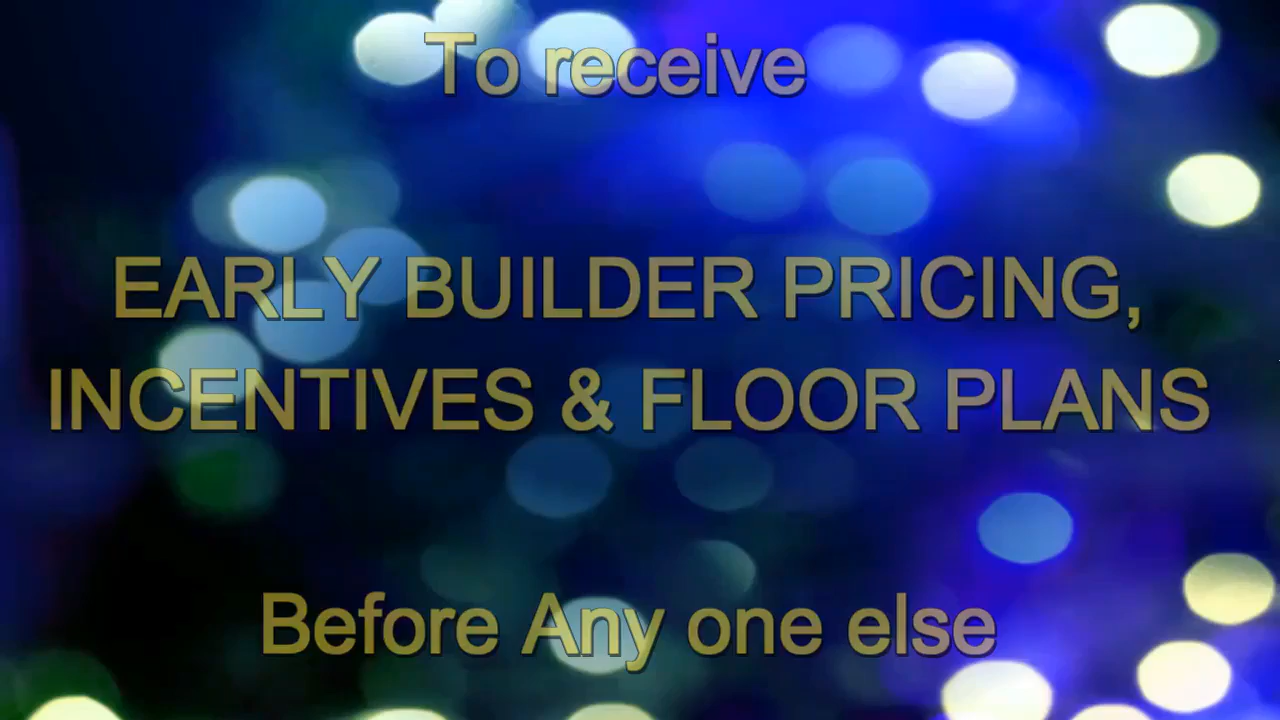 To receive
EARLY BUILDER PRICING,
INCENTIVES & FLOOR PLANS
Before Any one else